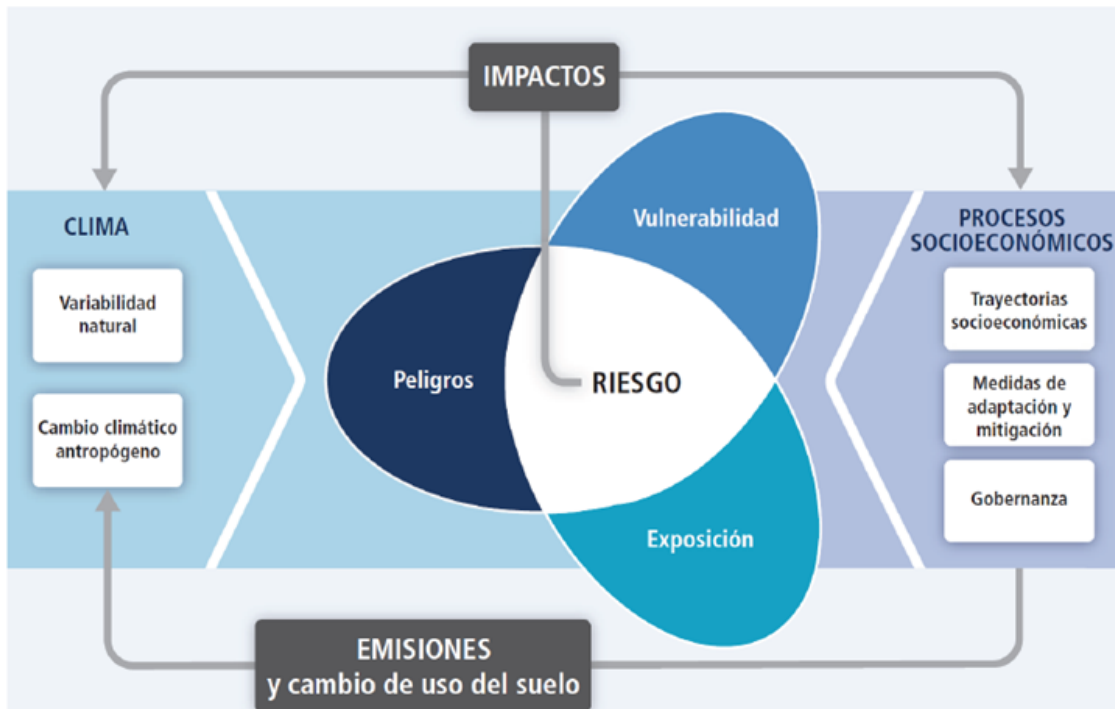 IMPACTOS
CLIMA
Variabilidad
natural
Cambio climático
antropógeno
Vulnerabilidad
Peligros
RIESGO
Exposición
PROCESOS
SOCIOECONÓMICOS
Trayectorias
socioeconómicas
Medidas de
adaptación y
mitigación
Gobernanza
EMISIONES
y cambio de uso del suelo